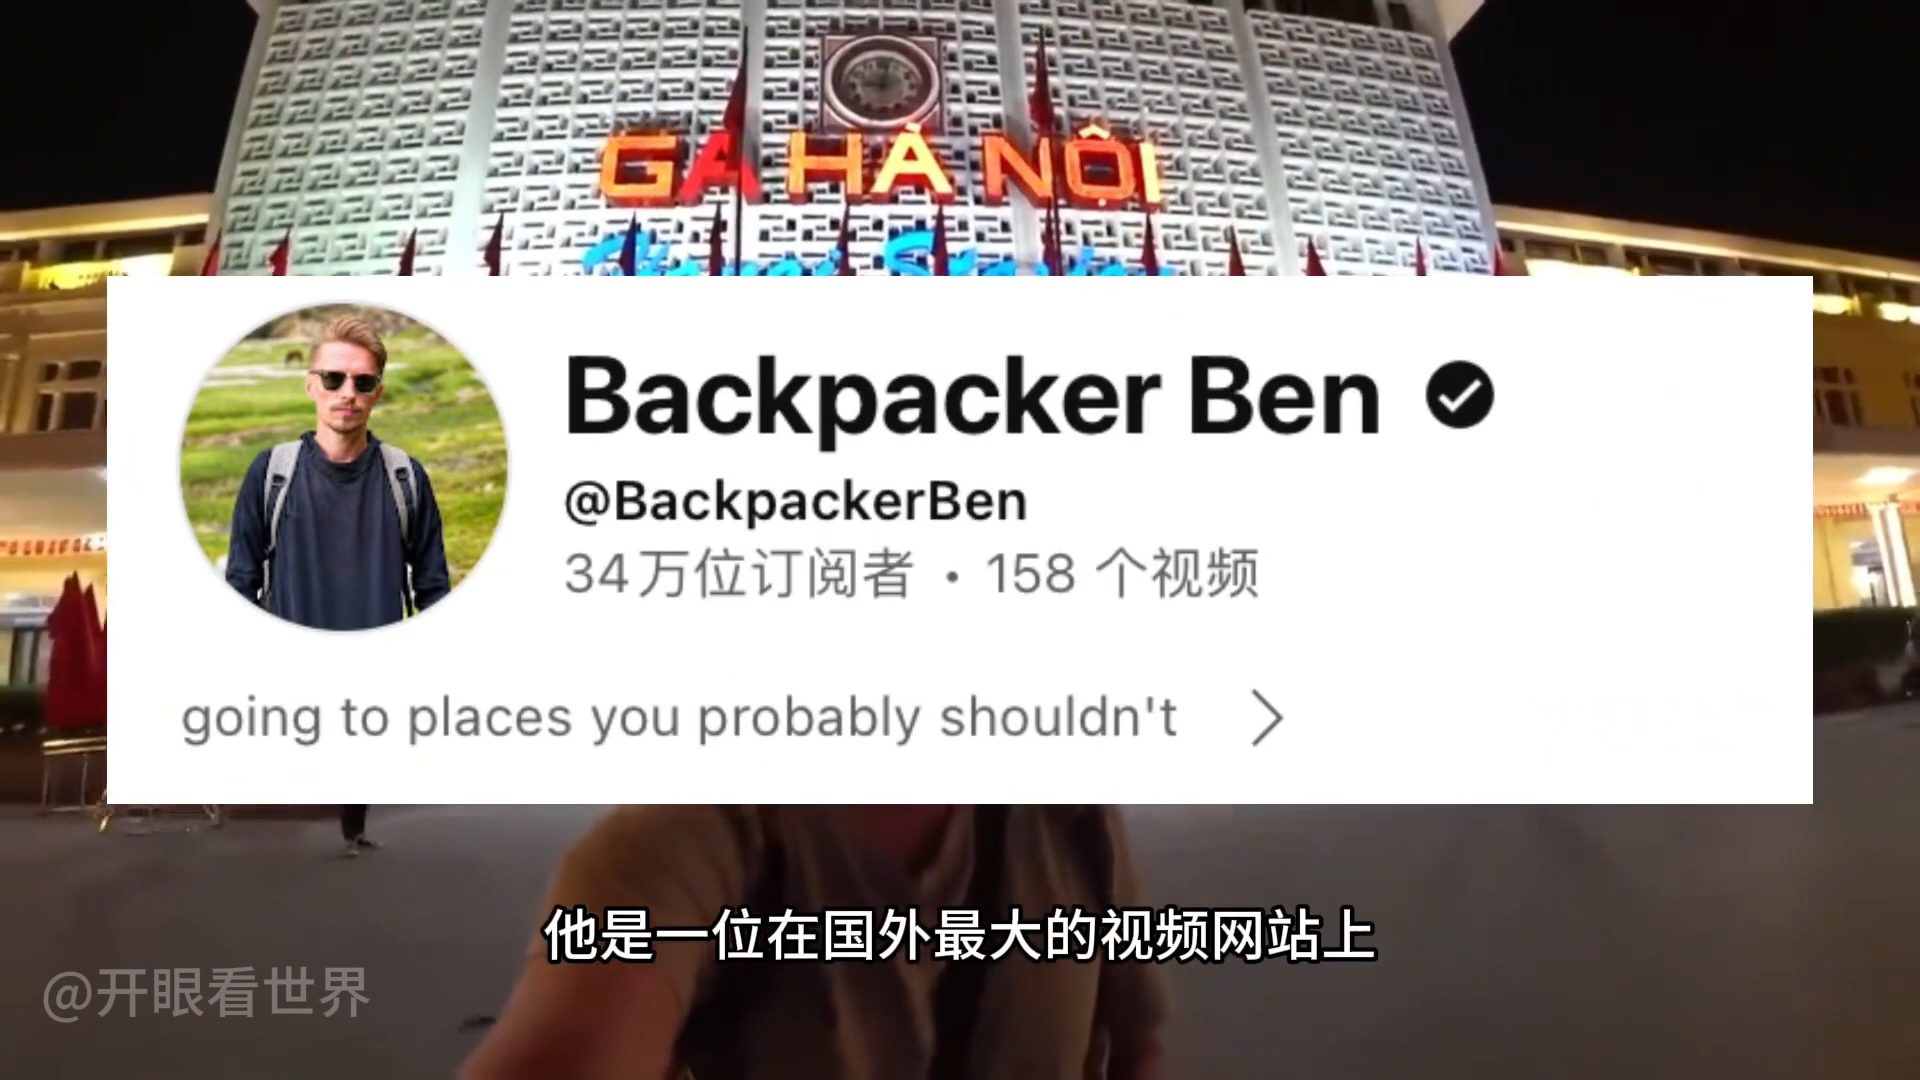 GA HÀ NỘI
Hanoi Station
Backpacker Ben
@BackpackerBen
34万位订阅者 • 158 个视频
going to places you probably shouldn't
他是一位在国外最大的视频网站上
@开眼看世界